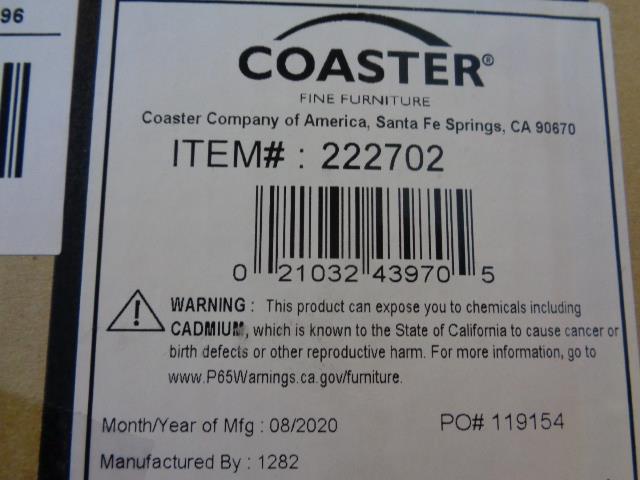 96
COASTER®
FINE FURNITURE
Coaster Company of America, Santa Fe Springs, CA 90670
ITEM# : 222702
0 21032 43970 5
WARNING : This product can expose you to chemicals including
CADMIUM, which is known to the State of California to cause cancer or
birth defects or other reproductive harm. For more information, go to
www.P65Warnings.ca.gov/furniture.
Month/Year of Mfg : 08/2020 PO# 119154
Manufactured By : 1282